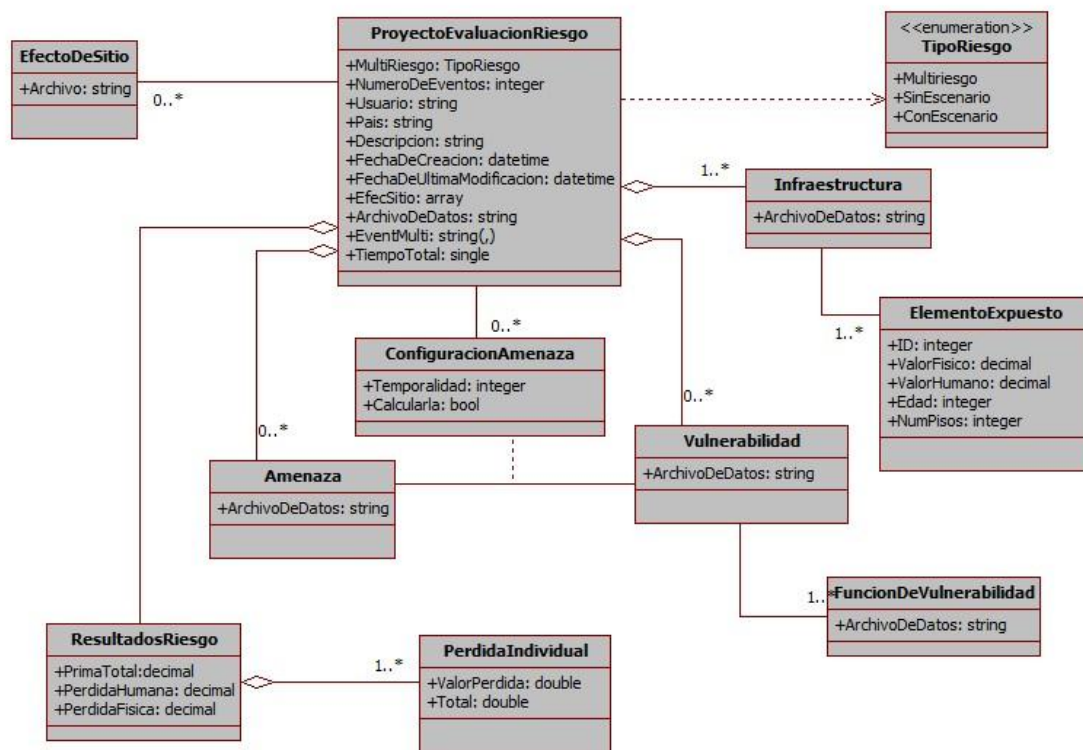 EfectoDeSitio
+Archivo: string
0..*
ProyectoEvaluacionRiesgo
+MultiRiesgo: TipoRiesgo
+NumeroDeEventos: integer
+Usuario: string
+Pais: string
+Descripcion: string
+FechaDeCreacion: datetime
+FechaDeUltimaModificacion: datetime
+EfecSitio: array
+ArchivoDeDatos: string
+EventMulti: string(,)
+TiempoTotal: single
<<enumeration>>
TipoRiesgo
+Multiriesgo
+SinEscenario
+ConEscenario
1..*
Infraestructura
+ArchivoDeDatos: string
1..*
ElementoExpuesto
+ID: integer
+ValorFisico: decimal
+ValorHumano: decimal
+Edad: integer
+NumPisos: integer
0..*
ConfiguracionAmenaza
+Temporalidad: integer
+Calcularla: bool
0..*
Vulnerabilidad
+ArchivoDeDatos: string
0..*
Amenaza
+ArchivoDeDatos: string
1..*
FuncionDeVulnerabilidad
+ArchivoDeDatos: string
ResultadosRiesgo
+PrimaTotal:decimal
+PerdidaHumana: decimal
+PerdidaFisica: decimal
1..*
PerdidaIndividual
+ValorPerdida: double
+Total: double